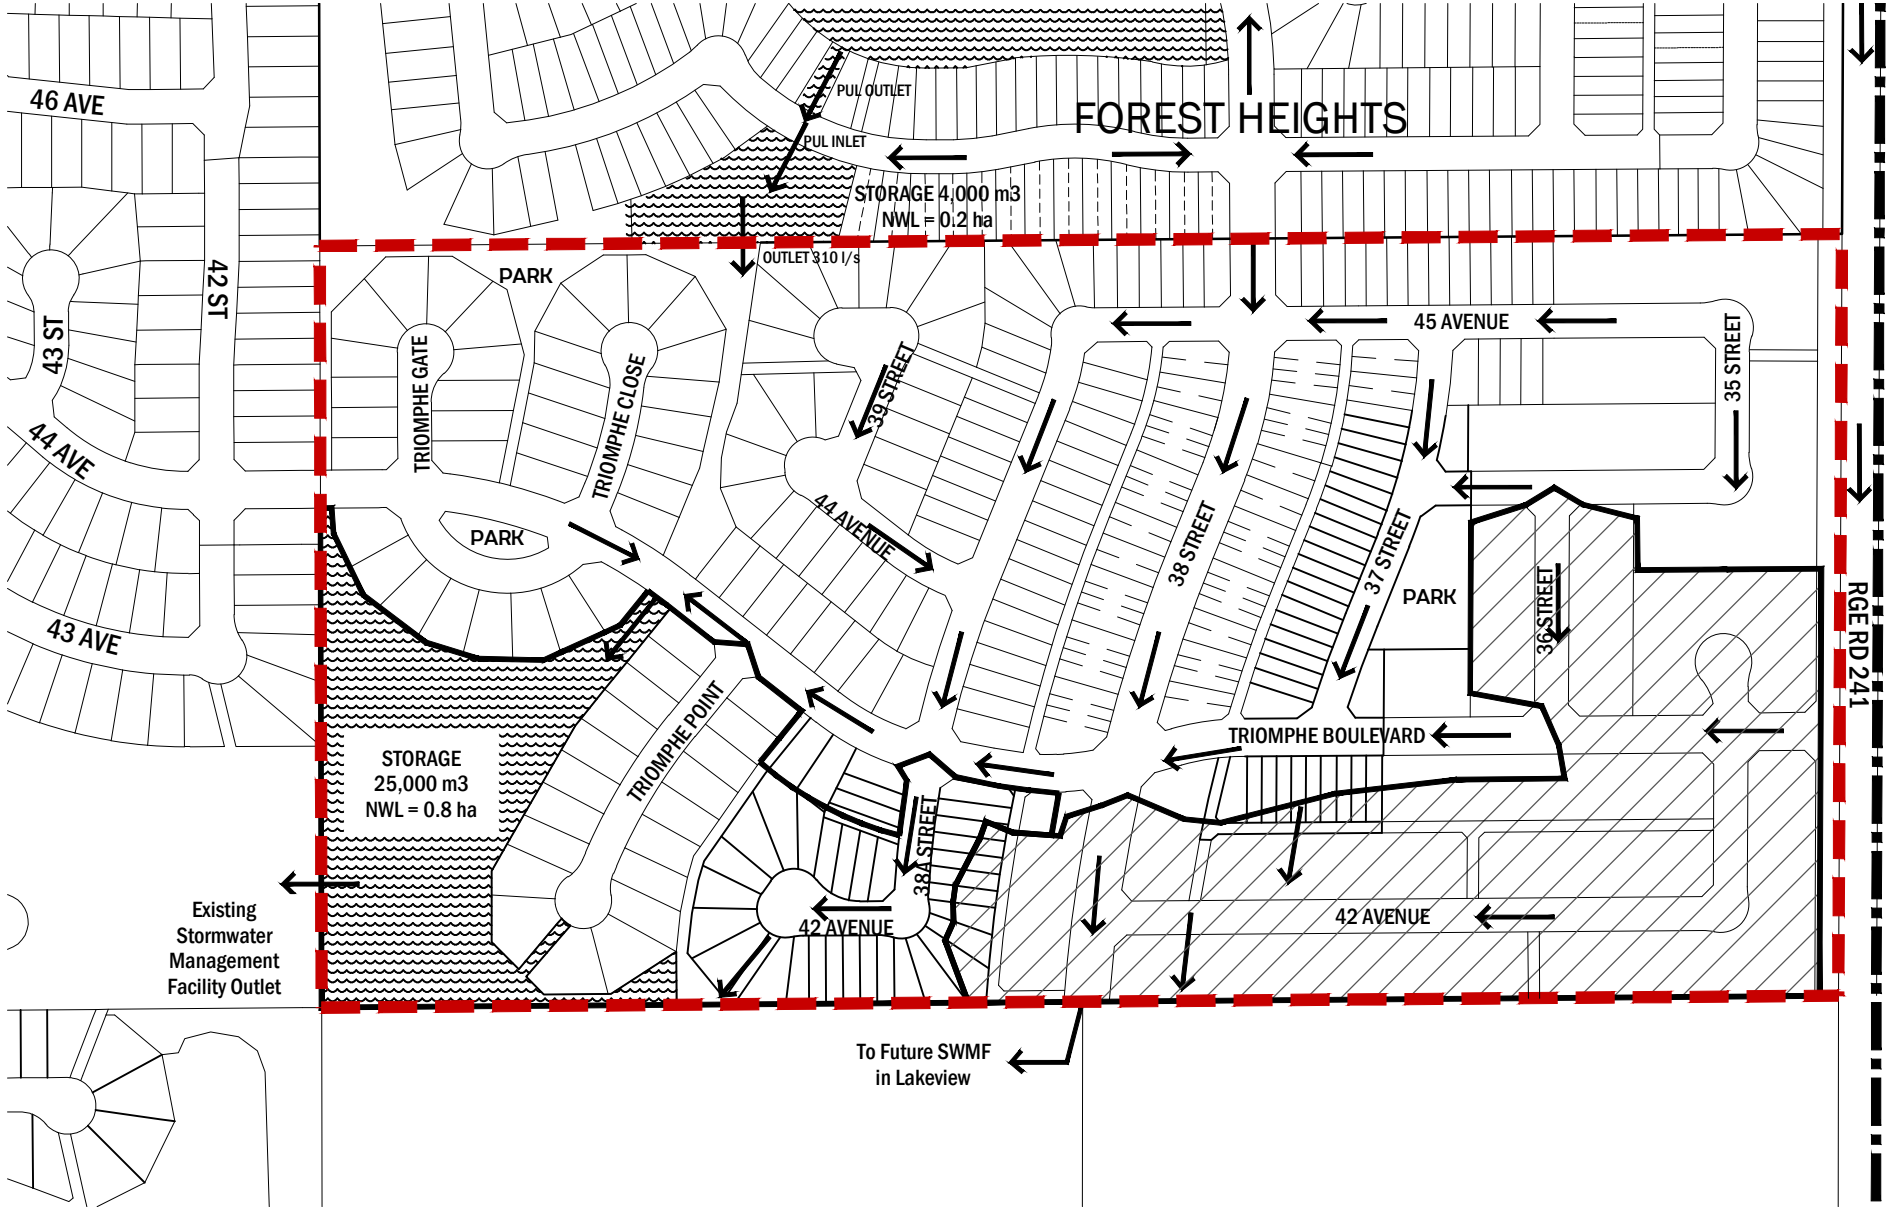 46 AVE
PUL OUTLET
FOREST HEIGHTS
PUL INLET
STORAGE 4,000 m3
NWL = 0.2 ha
OUTLET 310 l/s
PARK
42 ST
43 ST
TRIOMPHE GATE
TRIOMPHE CLOSE
39 STREET
45 AVENUE
35 STREET
44 AVE
44 AVENUE
38 STREET
37 STREET
PARK
PARK
36 STREET
RGE RD 241
43 AVE
TRIOMPHE POINT
TRIOMPHE BOULEVARD
STORAGE
25,000 m3
NWL = 0.8 ha
38A STREET
42 AVENUE
42 AVENUE
Existing
Stormwater
Management
Facility Outlet
To Future SWMF
in Lakeview